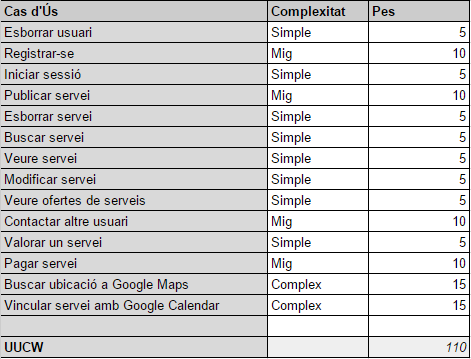 Cas d'Ús Complexitat Pes
Esborrar usuari Simple 5
Registrar-se Mig 10
Iniciar sessió Simple 5
Publicar servei Mig 10
Esborrar servei Simple 5
Buscar servei Simple 5
Veure servei Simple 5
Modificar servei Simple 5
Veure ofertes de serveis Simple 5
Contactar altre usuari Mig 10
Valorar un servei Simple 5
Pagar servei Mig 10
Buscar ubicació a Google Maps Complex 15
Vincular servei amb Google Calendar Complex 15
UUCW 110